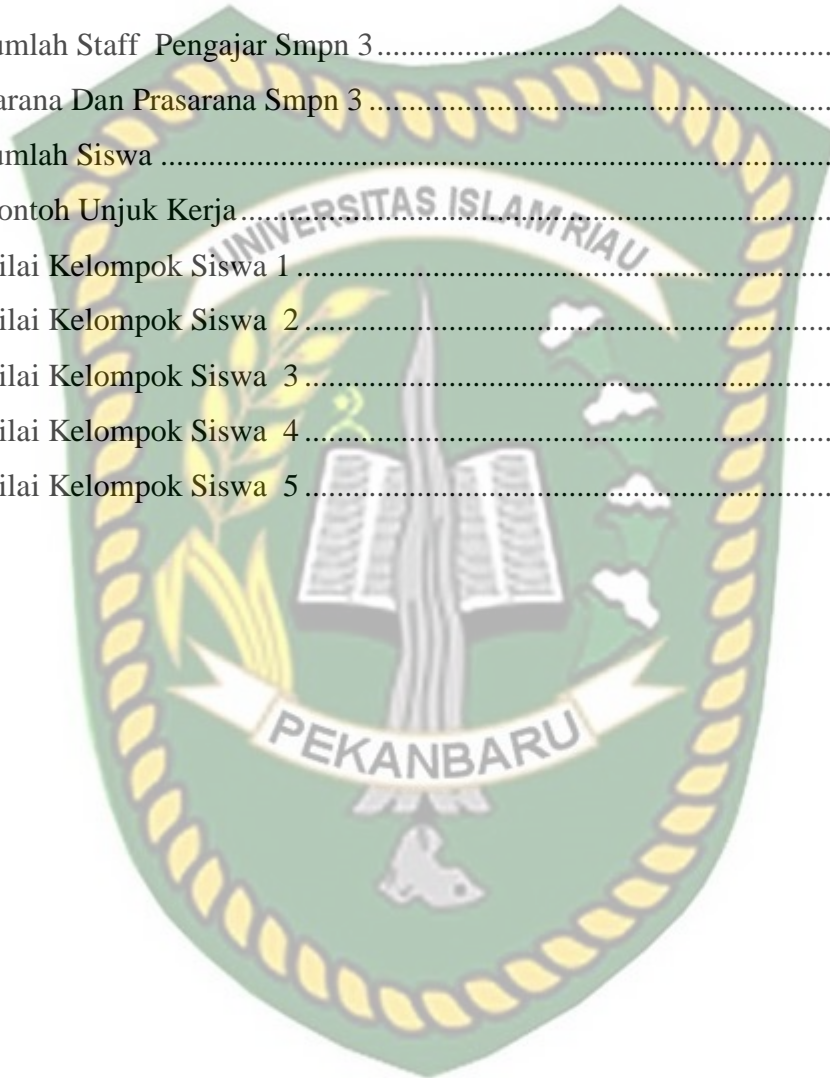 umlah Staff Pengajar Smpn 3
arana Dan Prasarana Smpn 3
umlah Siswa
ontoh Unjuk Kerja
ilai Kelompok Siswa 1
ilai Kelompok Siswa 2
ilai Kelompok Siswa 3
ilai Kelompok Siswa 4
ilai Kelompok Siswa 5
UNIVERSITAS ISLAM RIAU
PEKANBARU